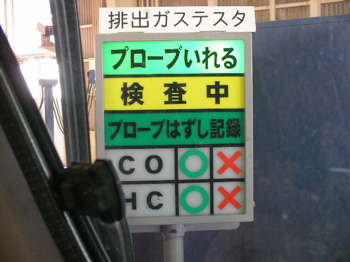 排出ガステスタ
プローブいれる
検査中
プローブはずし記録
CO ○ ×
HC ○ ×